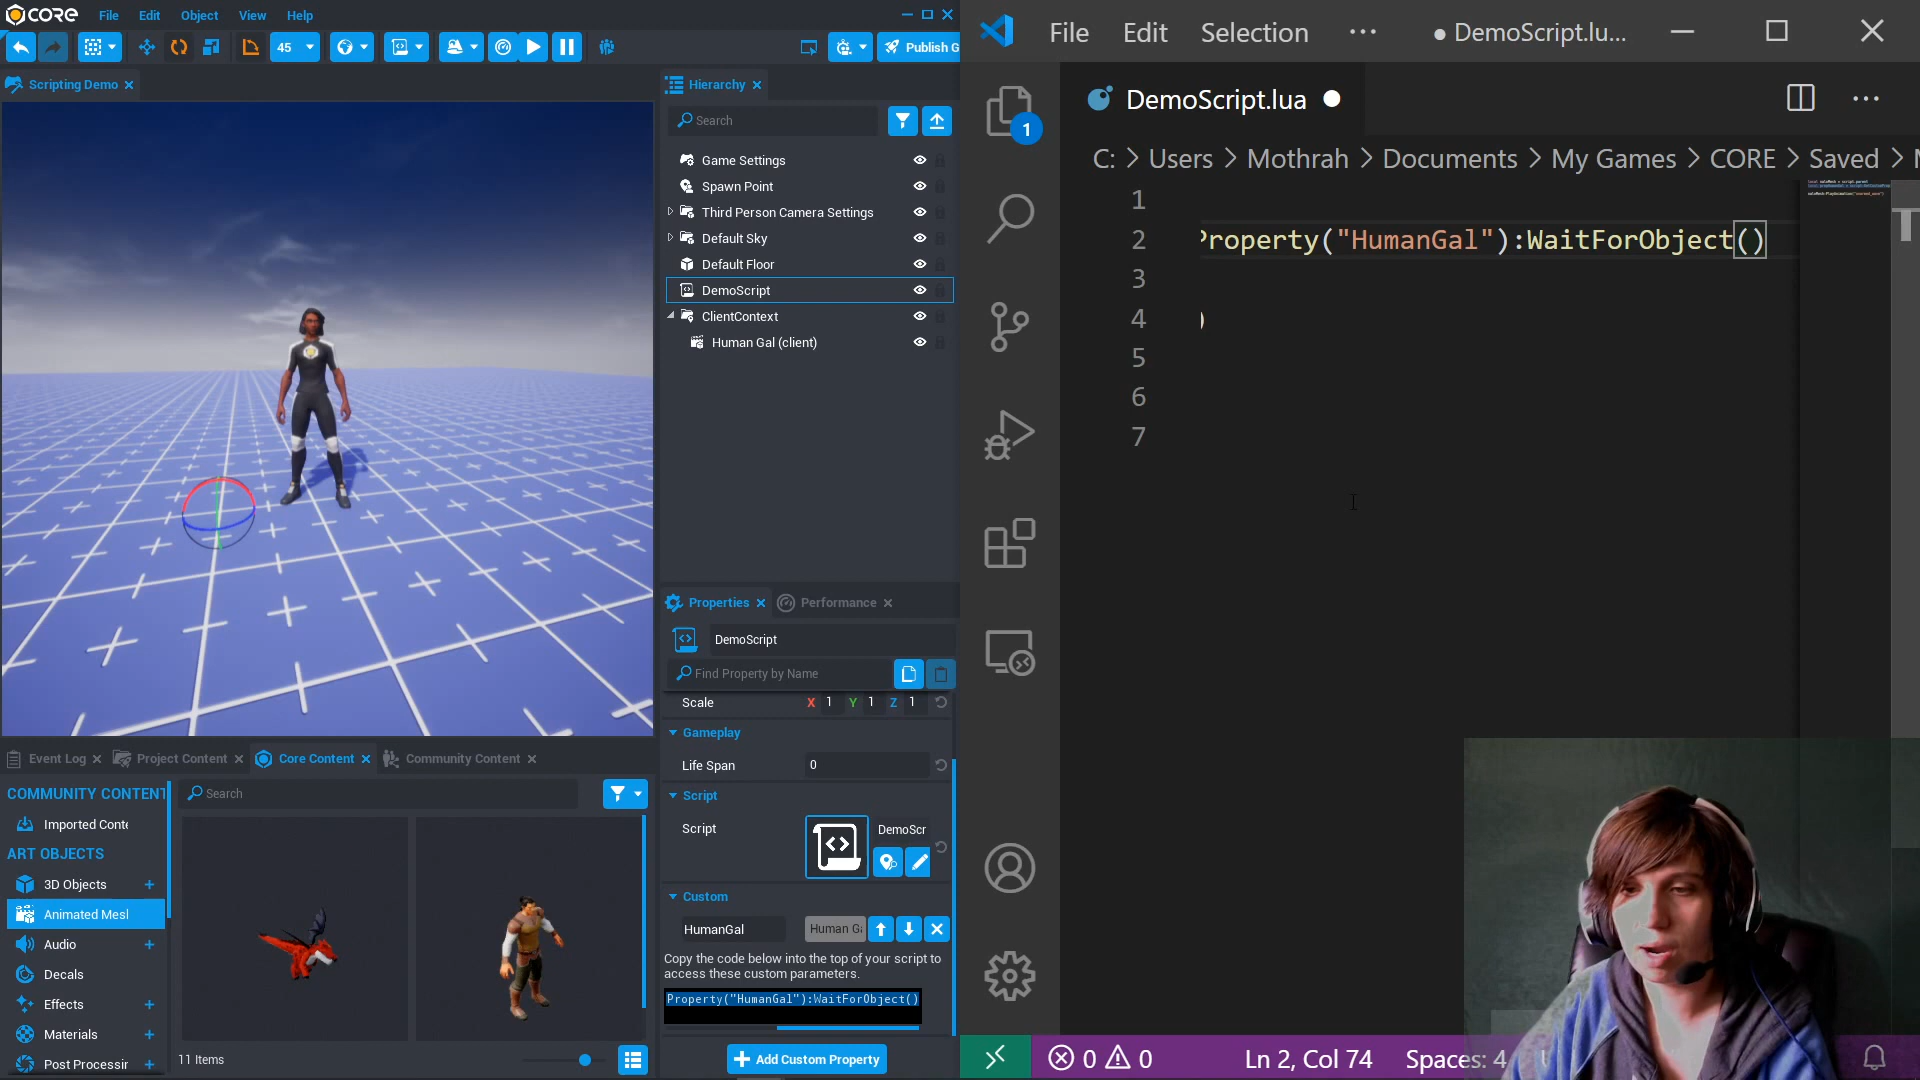 CORE
File Edit Object View Help
45
Publish G
Scripting Demo
Hierarchy
Search
Game Settings
Spawn Point
Third Person Camera Settings
Default Sky
Default Floor
DemoScript
ClientContext
Human Gal (client)
Properties
Performance
DemoScript
Find Property by Name
Scale X 1 Y 1 Z 1
Gameplay
Life Span 0
Script
Script DemoScr
Custom
HumanGal Human Ga
Copy the code below into the top of your script to
access these custom parameters.
Property("HumanGal"):WaitForObject()
Add Custom Property
Event Log
Project Content
Core Content
Community Content
COMMUNITY CONTENT
Search
Imported Conte
ART OBJECTS
3D Objects
Animated Mesl
Audio
Decals
Effects
Materials
Post Processir
11 Items
File Edit Selection ··· ● DemoScript.lu...
DemoScript.lua
1
C: > Users > Mothrah > Documents > My Games > CORE > Saved >
1
2 Property("HumanGal"):WaitForObject()
3
4 )
5
6
7
0 0 Ln 2, Col 74 Spaces: 4